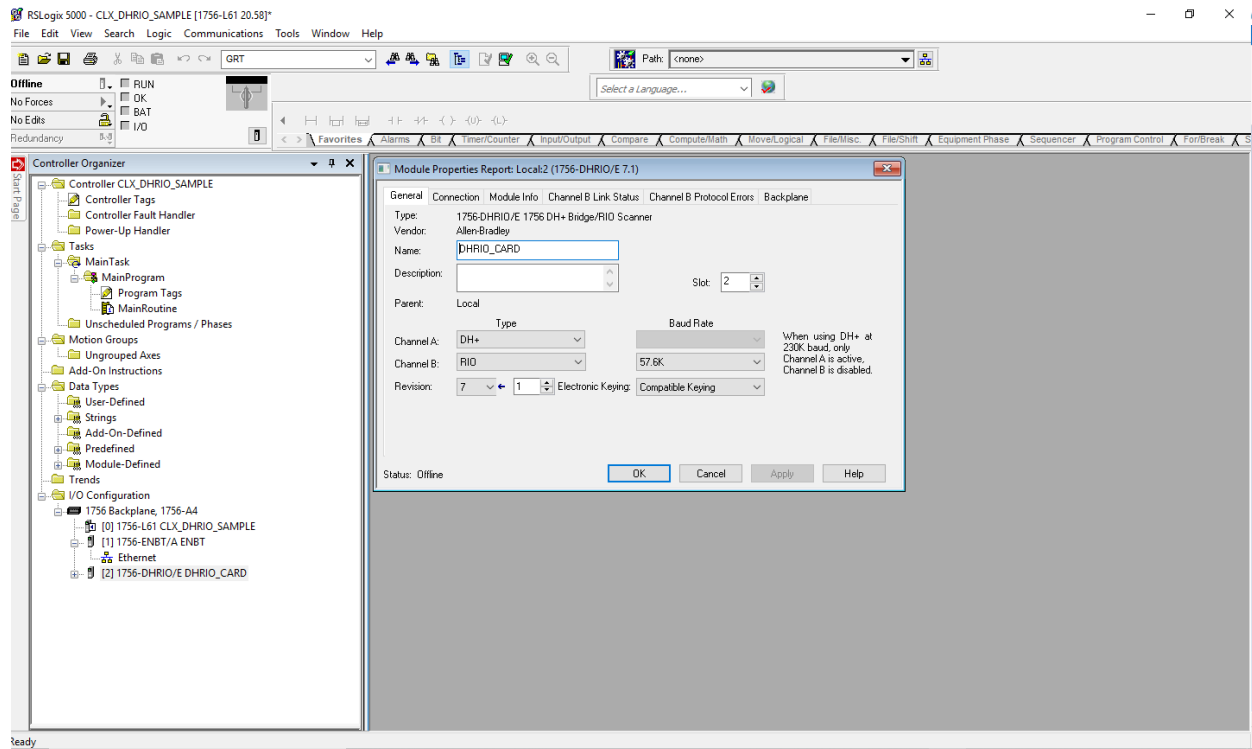 RSLogix 5000 - CLX_DHRIO_SAMPLE [1756-L61 20.58]*
File Edit View Search Logic Communications Tools Window Help
GRT
Path: <none>
Offline
RUN
No Forces
OK
No Edits
BAT
Redundancy
I/O
Select a Language...
Favorites Alarms Bit Timer/Counter Input/Output Compare Compute/Math Move/Logical File/Misc. File/Shift Equipment Phase Sequencer Program Control For/Break S
Start Page
Controller Organizer
Controller CLX_DHRIO_SAMPLE
Controller Tags
Controller Fault Handler
Power-Up Handler
Tasks
MainTask
MainProgram
Program Tags
MainRoutine
Unscheduled Programs / Phases
Motion Groups
Ungrouped Axes
Add-On Instructions
Data Types
User-Defined
Strings
Add-On-Defined
Predefined
Module-Defined
Trends
I/O Configuration
1756 Backplane, 1756-A4
[0] 1756-L61 CLX_DHRIO_SAMPLE
[1] 1756-ENBT/A ENBT
Ethernet
[2] 1756-DHRIO/E DHRIO_CARD
Module Properties Report: Local:2 (1756-DHRIO/E 7.1)
General Connection Module Info Channel B Link Status Channel B Protocol Errors Backplane
Type: 1756-DHRIO/E 1756 DH+ Bridge/RIO Scanner
Vendor: Allen-Bradley
Name: DHRIO_CARD
Description:
Slot: 2
Parent: Local
Type Baud Rate
Channel A: DH+
Channel B: RIO 57.6K
When using DH+ at
230K baud, only
Channel A is active,
Channel B is disabled.
Revision: 7 1 Electronic Keying: Compatible Keying
Status: Offline
OK Cancel Apply Help
Ready